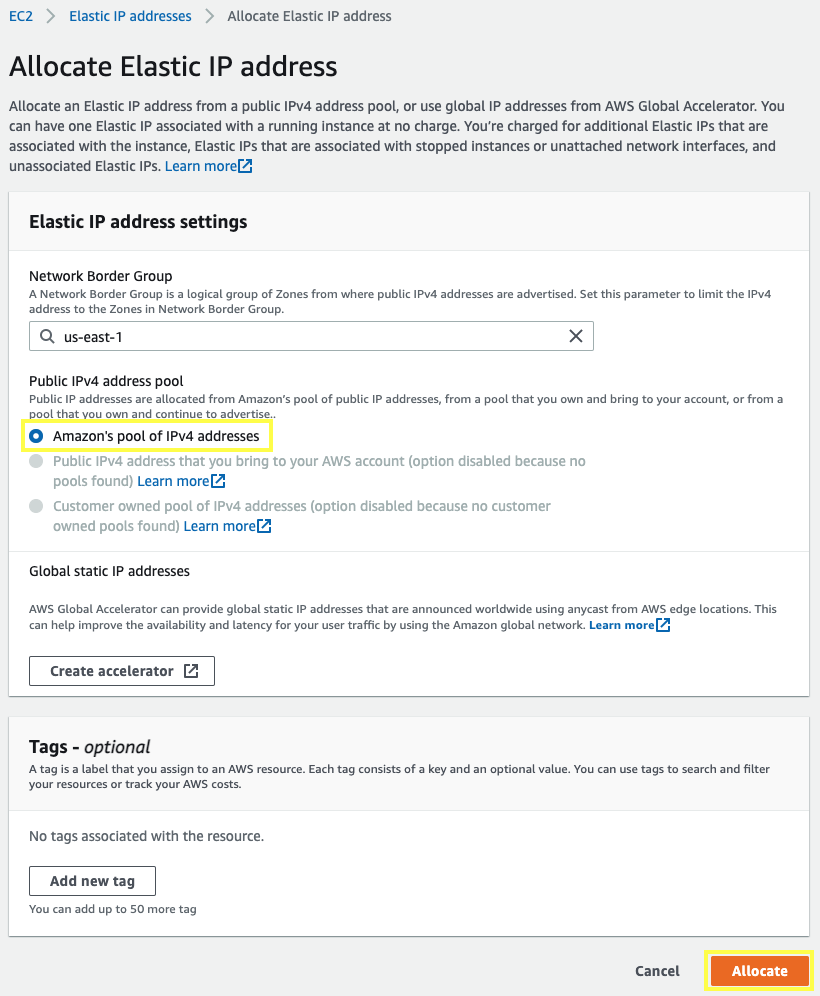 EC2 > Elastic IP addresses > Allocate Elastic IP address
Allocate Elastic IP address
Allocate an Elastic IP address from a public IPv4 address pool, or use global IP addresses from AWS Global Accelerator. You
can have one Elastic IP associated with a running instance at no charge. You’re charged for additional Elastic IPs that are
associated with the instance, Elastic IPs that are associated with stopped instances or unattached network interfaces, and
unassociated Elastic IPs. Learn more
Elastic IP address settings
Network Border Group
A Network Border Group is a logical group of Zones from where public IPv4 addresses are advertised. Set this parameter to limit the IPv4
address to the Zones in Network Border Group.
us-east-1
Public IPv4 address pool
Public IP addresses are allocated from Amazon’s pool of public IP addresses, from a pool that you own and bring to your account, or from a
pool that you own and continue to advertise..
Amazon's pool of IPv4 addresses
Public IPv4 address that you bring to your AWS account (option disabled because no
pools found) Learn more
Customer owned pool of IPv4 addresses (option disabled because no customer
owned pools found) Learn more
Global static IP addresses
AWS Global Accelerator can provide global static IP addresses that are announced worldwide using anycast from AWS edge locations. This
can help improve the availability and latency for your user traffic by using the Amazon global network. Learn more
Create accelerator
Tags - optional
A tag is a label that you assign to an AWS resource. Each tag consists of a key and an optional value. You can use tags to search and filter
your resources or track your AWS costs.
No tags associated with the resource.
Add new tag
You can add up to 50 more tag
Cancel Allocate